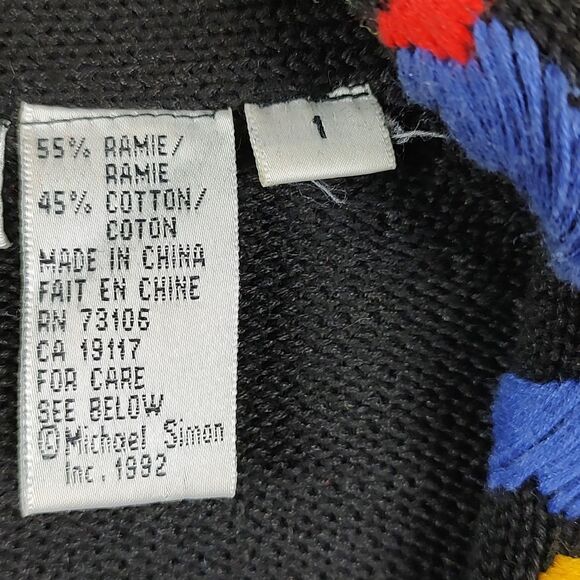 55% RAMIE/
RAMIE
45% COTTON/
COTON
MADE IN CHINA
FAIT EN CHINE
RN 73106
CA 19117
FOR CARE
SEE BELOW
©Michael Simon
Inc. 1992
1